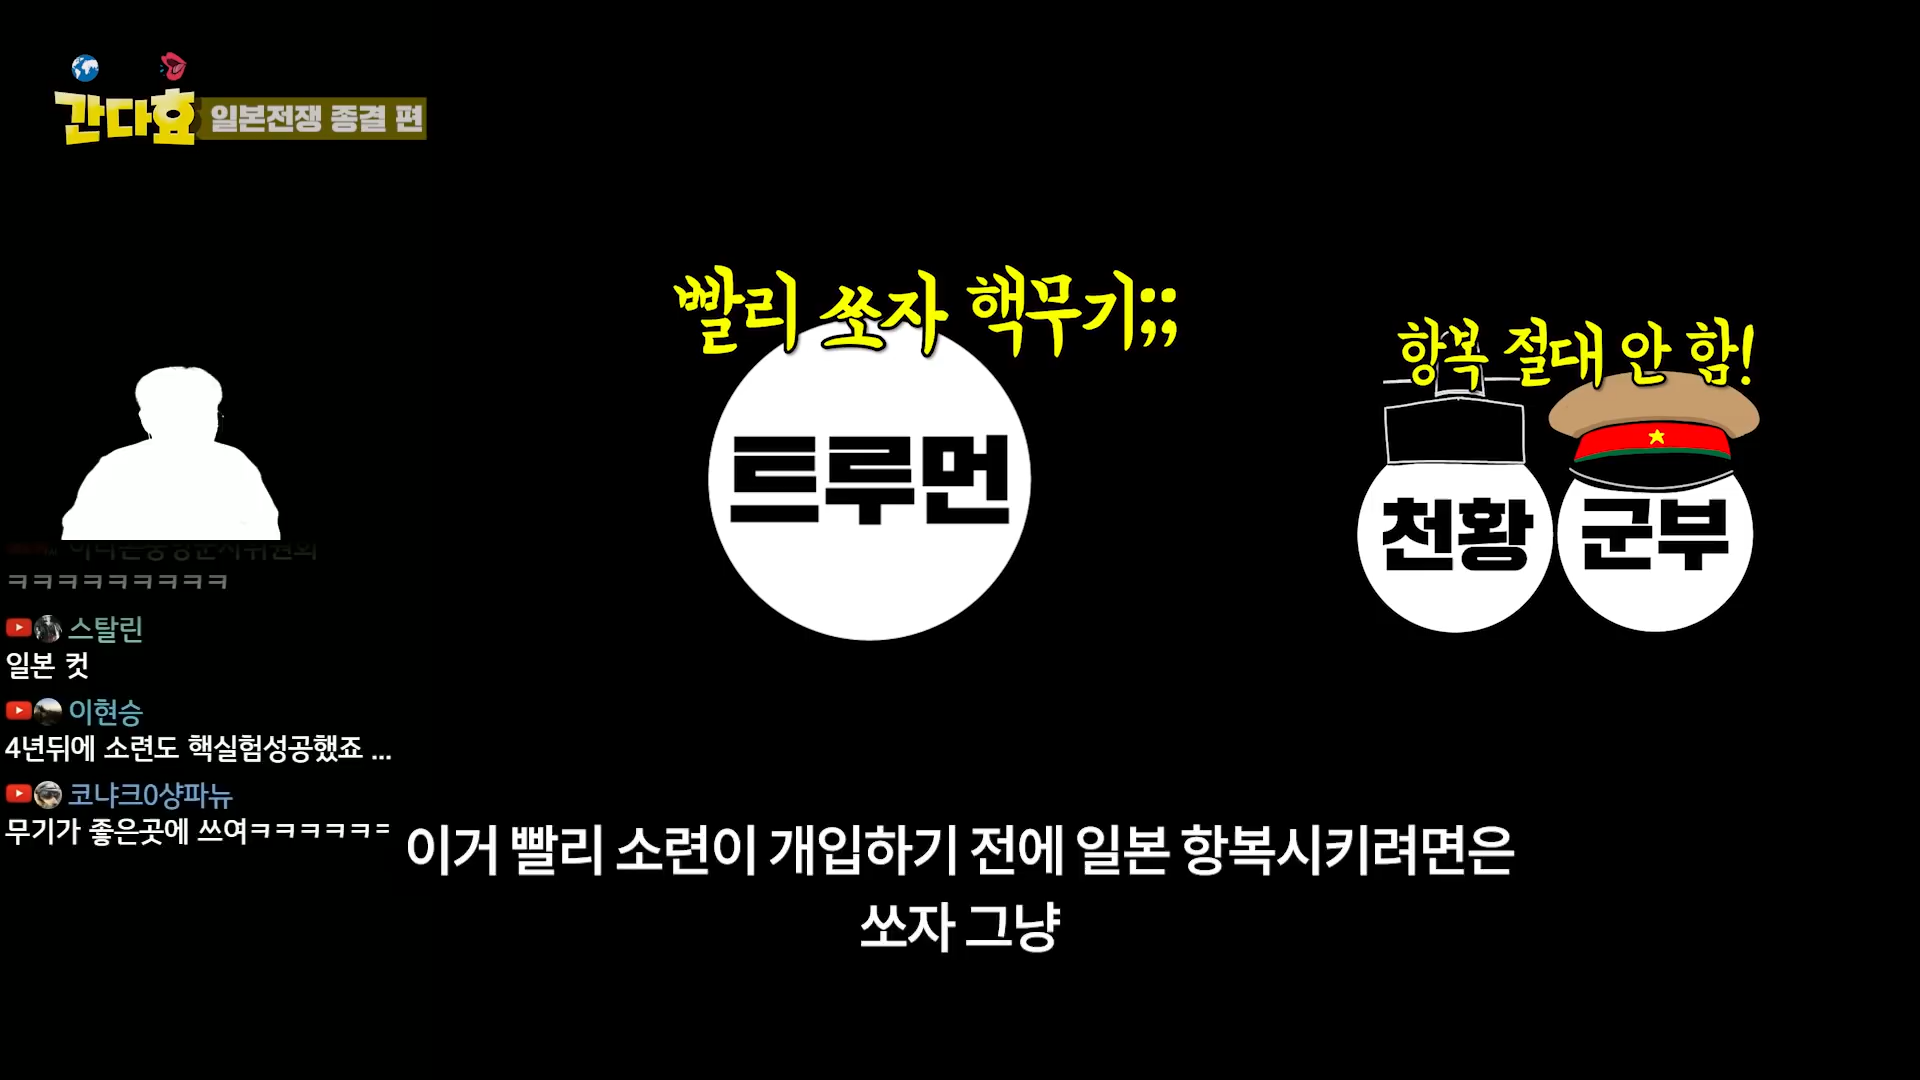 간다효
일본전쟁 종결 편
빨리 쏘자 핵무기;;
트루먼
항복 절대 안 함!
천황
군부
ㅋㅋㅋㅋㅋㅋㅋㅋㅋ
스탈린
일본 컷
이현승
4년뒤에 소련도 핵실험성공했죠 ...
코냐크0샹파뉴
무기가 좋은곳에 쓰여ㅋㅋㅋㅋㅋㅋ
이거 빨리 소련이 개입하기 전에 일본 항복시키려면은
쏘자 그냥